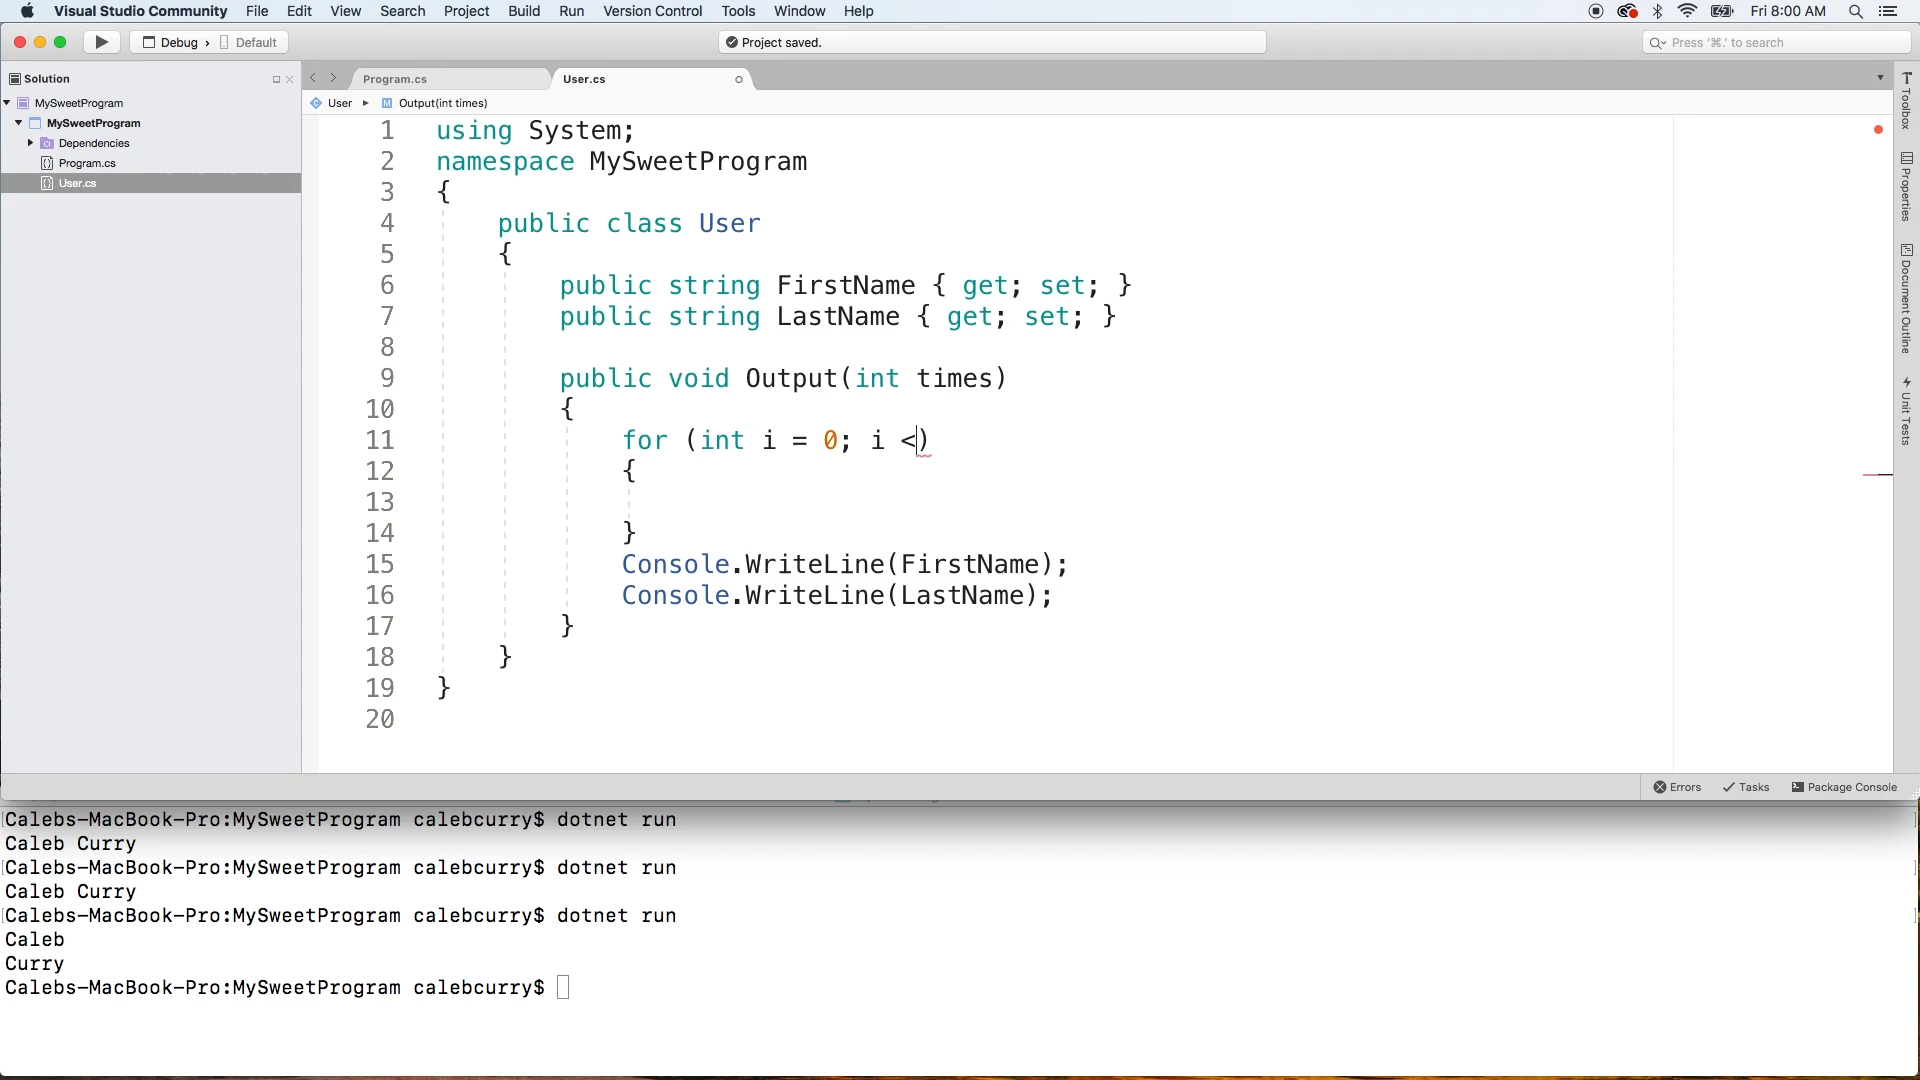 Visual Studio Community File Edit View Search Project Build Run Version Control Tools Window Help Fri 8:00 AM
Debug › Default Project saved. Press '⌘.' to search
Solution Program.cs User.cs
User ▸ Output(int times)
MySweetProgram
MySweetProgram
Dependencies
Program.cs
User.cs
1 using System;
2 namespace MySweetProgram
3 {
4 public class User
5 {
6 public string FirstName { get; set; }
7 public string LastName { get; set; }
8
9 public void Output(int times)
10 {
11 for (int i = 0; i <)
12 {
13
14 }
15 Console.WriteLine(FirstName);
16 Console.WriteLine(LastName);
17 }
18 }
19 }
20
Toolbox
Properties
Document Outline
Unit Tests
Errors Tasks Package Console
[Calebs-MacBook-Pro:MySweetProgram calebcurry$ dotnet run ]
Caleb Curry
[Calebs-MacBook-Pro:MySweetProgram calebcurry$ dotnet run ]
Caleb Curry
[Calebs-MacBook-Pro:MySweetProgram calebcurry$ dotnet run ]
Caleb
Curry
Calebs-MacBook-Pro:MySweetProgram calebcurry$